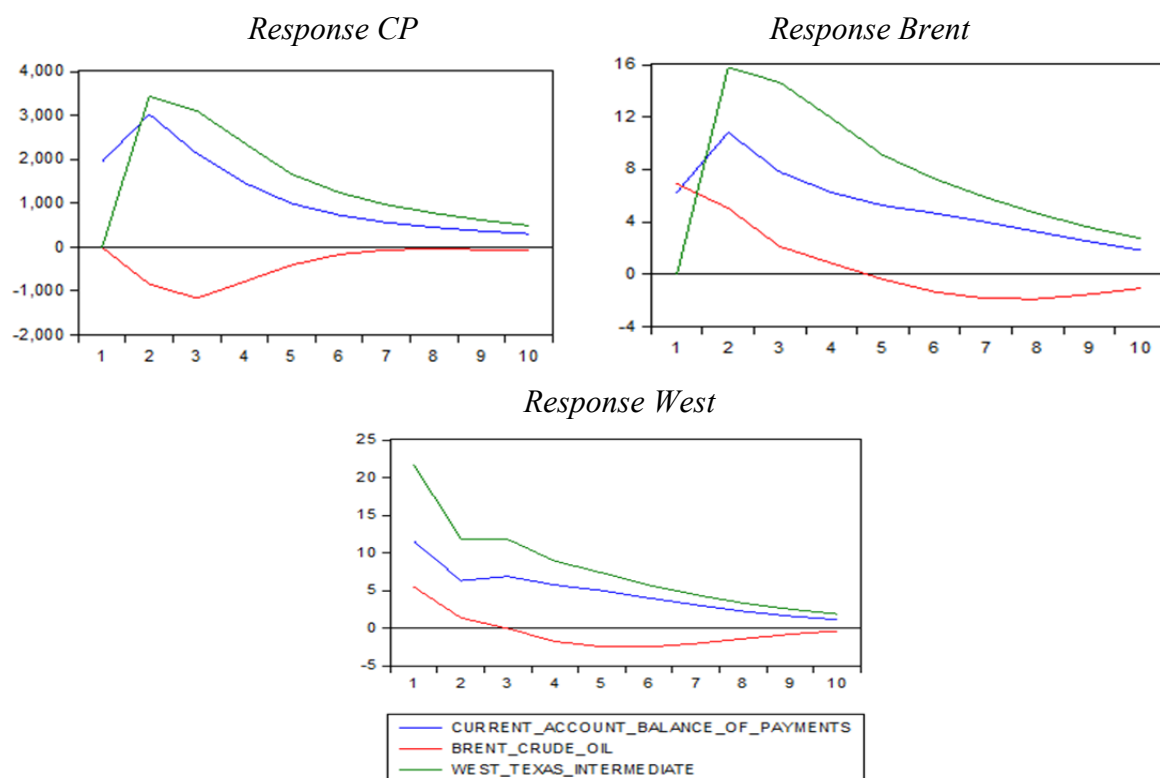 Response CP
4,000
3,000
2,000
1,000
0
-1,000
-2,000
1 2 3 4 5 6 7 8 9 10
Response Brent
16
12
8
4
0
-4
1 2 3 4 5 6 7 8 9 10
Response West
25
20
15
10
5
0
-5
1 2 3 4 5 6 7 8 9 10
CURRENT_ACCOUNT_BALANCE_OF_PAYMENTS
BRENT_CRUDE_OIL
WEST_TEXAS_INTERMEDIATE